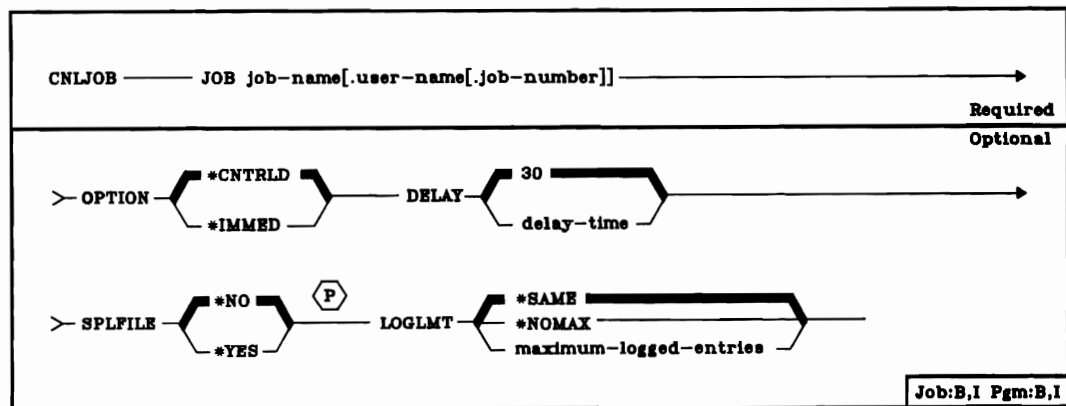 CNLJOB JOB job-name[.user-name[.job-number]]
Required
Optional
OPTION *CNTRLD *IMMED DELAY 30 delay-time
SPLFILE *NO *YES P LOGLMT *SAME *NOMAX maximum-logged-entries
Job:B,I Pgm:B,I